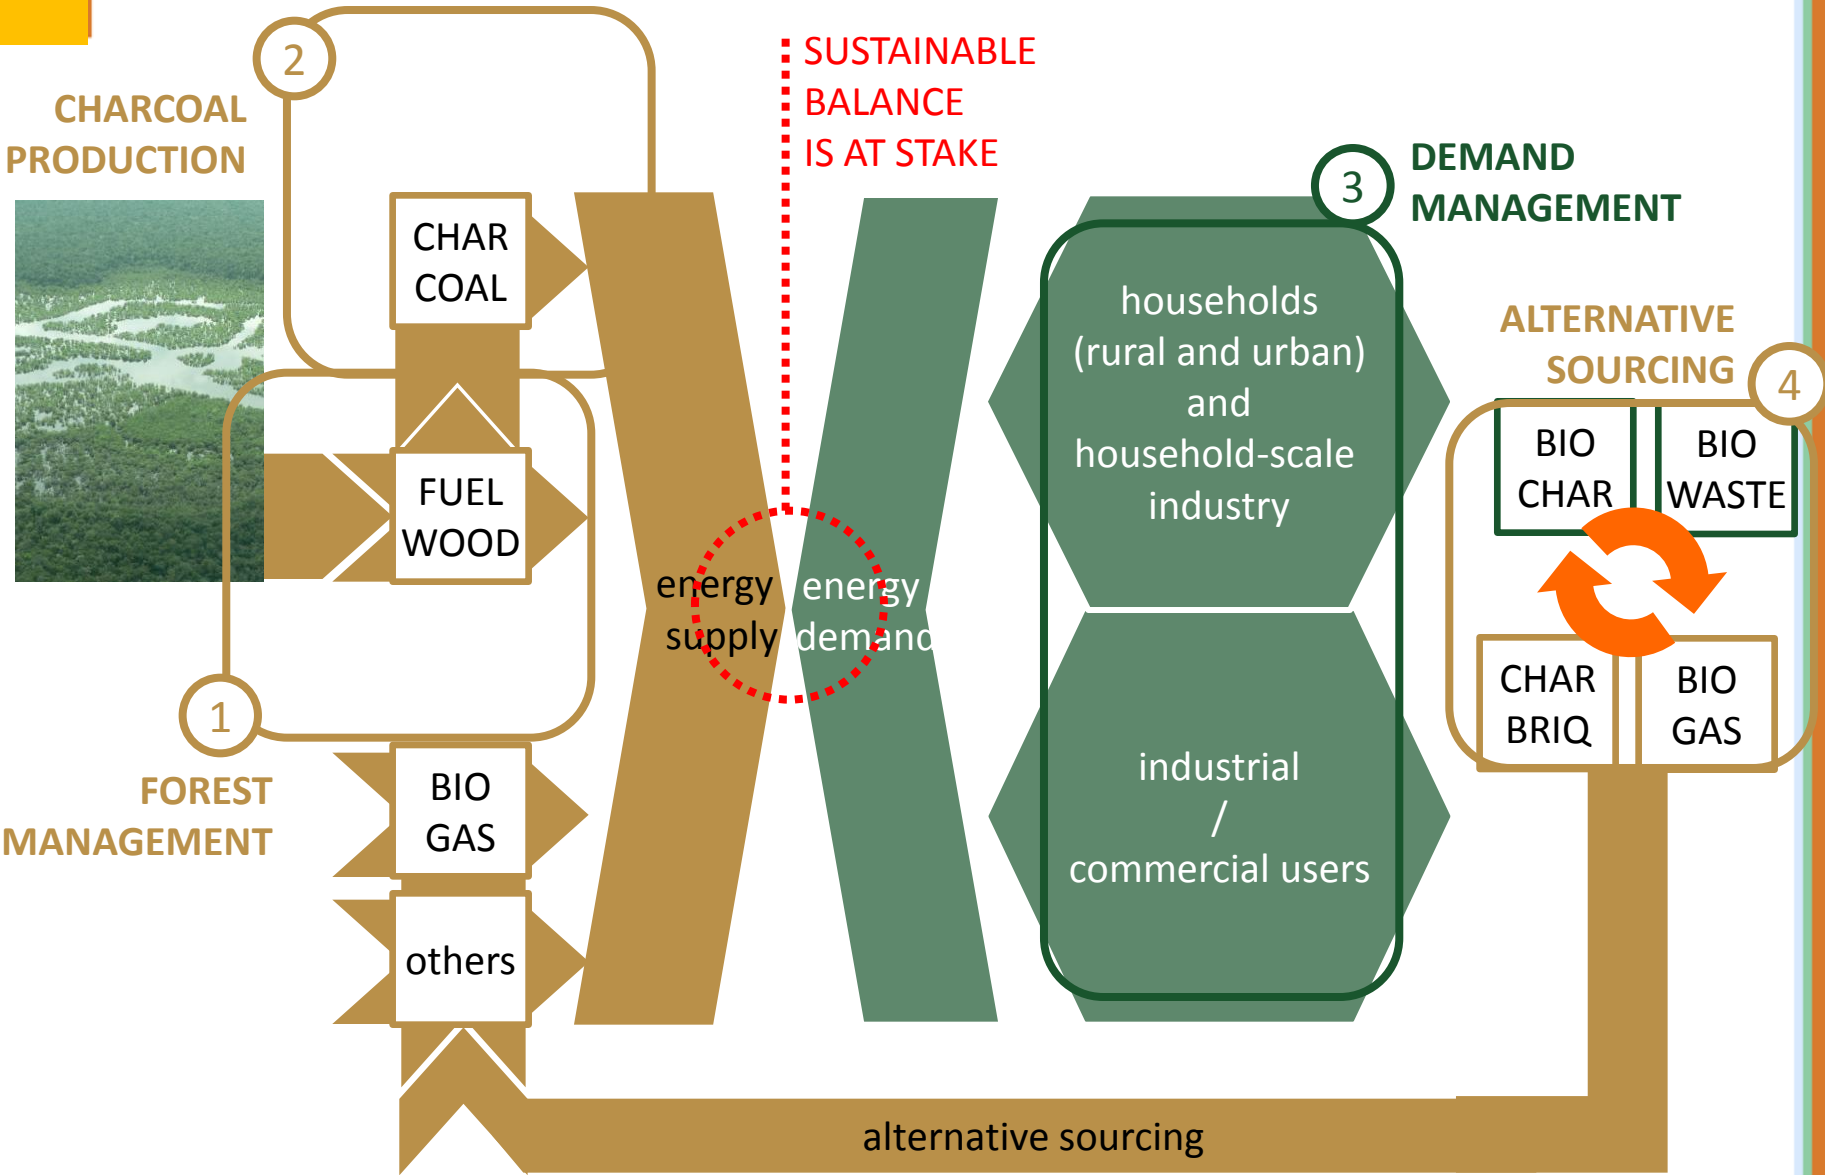 2
CHARCOAL
PRODUCTION
SUSTAINABLE
BALANCE
IS AT STAKE
3
DEMAND
MANAGEMENT
CHAR
COAL
FUEL
WOOD
energy
supply
energy
demand
households
(rural and urban)
and
household-scale
industry
industrial
/
commercial users
ALTERNATIVE
SOURCING
4
BIO
CHAR
BIO
WASTE
CHAR
BRIQ
BIO
GAS
1
FOREST
MANAGEMENT
BIO
GAS
others
alternative sourcing